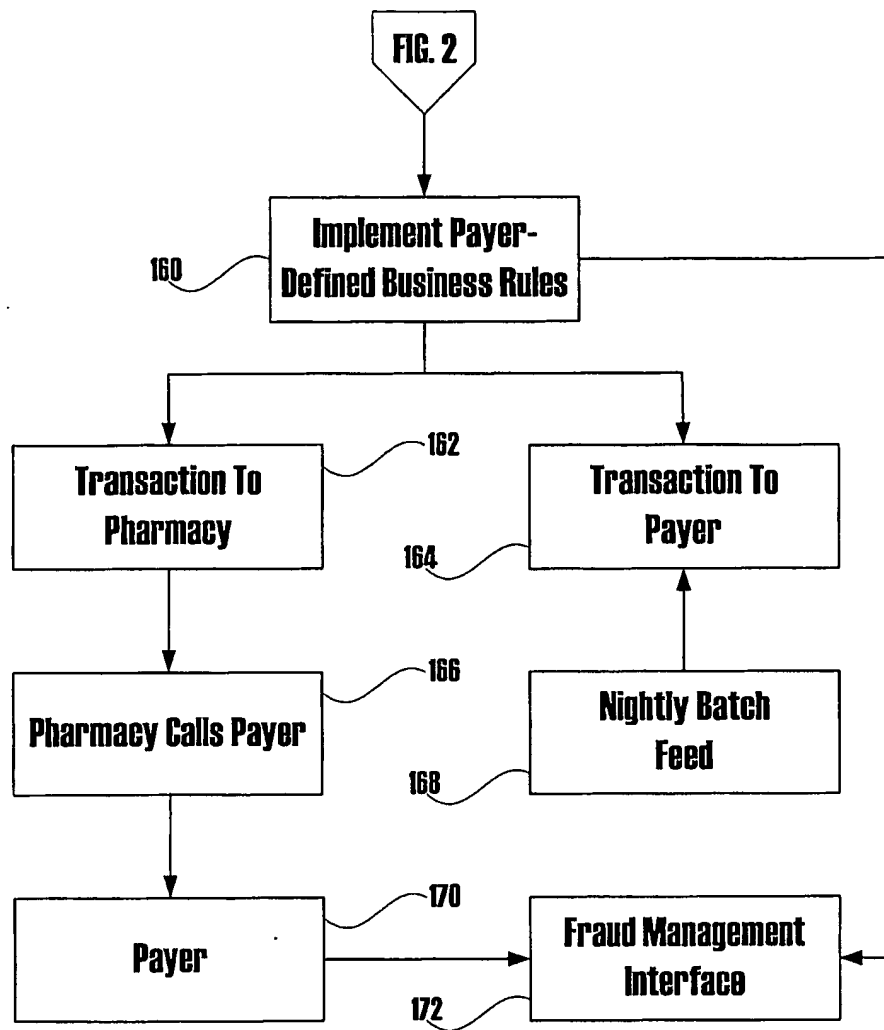 FIG. 2
Implement Payer-
Defined Business Rules
160
162
Transaction To
Pharmacy
Transaction To
Payer
164
166
Pharmacy Calls Payer
Nightly Batch
Feed
168
170
Payer
Fraud Management
Interface
172